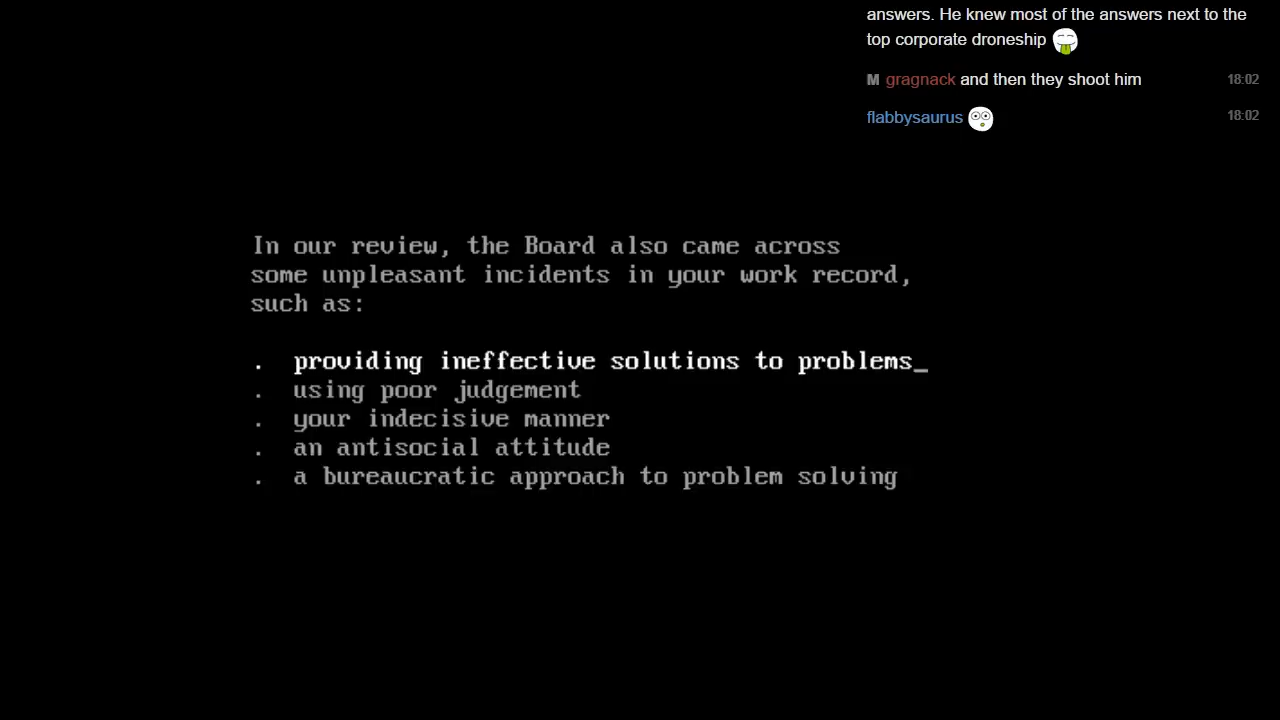 answers. He knew most of the answers next to the
top corporate droneship
M gragnack and then they shoot him 18:02
flabbysaurus 18:02
In our review, the Board also came across
some unpleasant incidents in your work record,
such as:
. providing ineffective solutions to problems_
. using poor judgement
. your indecisive manner
. an antisocial attitude
. a bureaucratic approach to problem solving